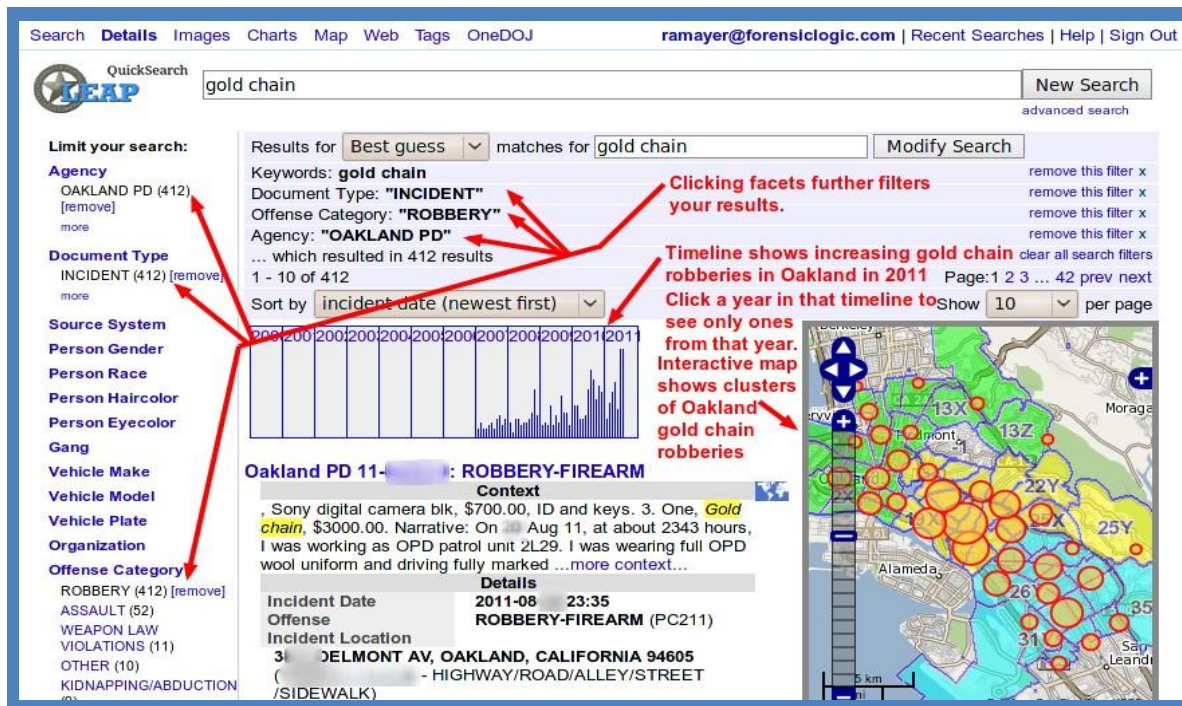 Search Details Images Charts Map Web Tags OneDOJ
ramayer@forensiclogic.com | Recent Searches | Help | Sign Out
QuickSearch
LEAP
gold chain
New Search
advanced search
Limit your search:
Agency
OAKLAND PD (412)
[remove]
more
Document Type
INCIDENT (412) [remove]
more
Source System
Person Gender
Person Race
Person Haircolor
Person Eyecolor
Gang
Vehicle Make
Vehicle Model
Vehicle Plate
Organization
Offense Category
ROBBERY (412) [remove]
ASSAULT (52)
WEAPON LAW
VIOLATIONS (11)
OTHER (10)
KIDNAPPING/ABDUCTION
Results for Best guess matches for gold chain Modify Search
Keywords: gold chain remove this filter x
Document Type: "INCIDENT" remove this filter x
Offense Category: "ROBBERY" remove this filter x
Agency: "OAKLAND PD" remove this filter x
... which resulted in 412 results clear all search filters
1 - 10 of 412 Page:1 2 3 ... 42 prev next
Sort by incident date (newest first) Show 10 per page
Clicking facets further filters
your results.
Timeline shows increasing gold chain
robberies in Oakland in 2011
Click a year in that timeline to
see only ones
from that year.
Interactive map
shows clusters
of Oakland
gold chain
robberies
2011
Oakland PD 11- : ROBBERY-FIREARM
Context
, Sony digital camera blk, $700.00, ID and keys. 3. One, Gold
chain, $3000.00. Narrative: On Aug 11, at about 2343 hours,
I was working as OPD patrol unit 2L29. I was wearing full OPD
wool uniform and driving fully marked ...more context...
Details
Incident Date 2011-08 23:35
Offense ROBBERY-FIREARM (PC211)
Incident Location
DELMONT AV, OAKLAND, CALIFORNIA 94605
( - HIGHWAY/ROAD/ALLEY/STREET
/SIDEWALK)
13X
Moraga
13Z
22Y
25Y
Alameda
26
35
31
San
Leandr
5 km